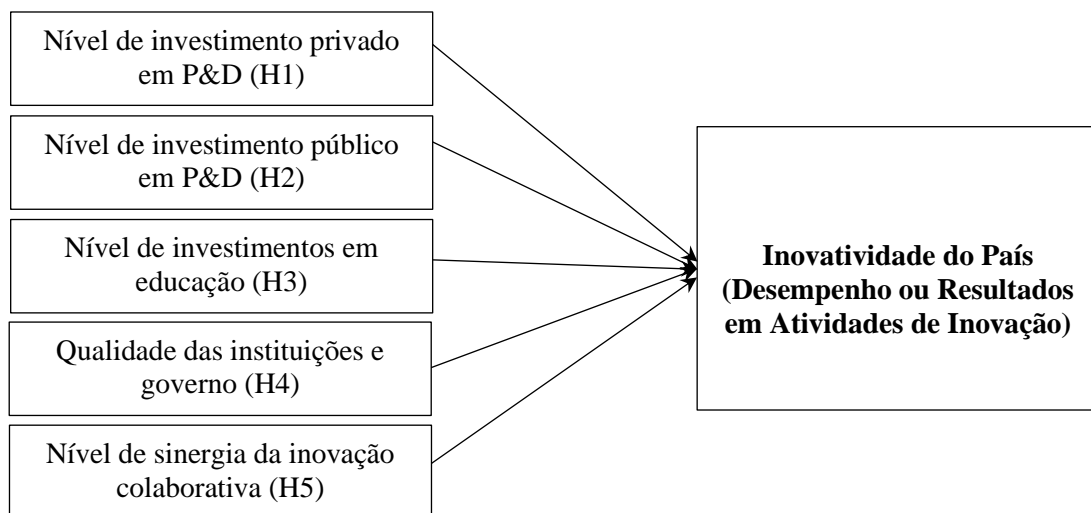 Nível de investimento privado
em P&D (H1)
Nível de investimento público
em P&D (H2)
Nível de investimentos em
educação (H3)
Qualidade das instituições e
governo (H4)
Nível de sinergia da inovação
colaborativa (H5)
Inovatividade do País
(Desempenho ou Resultados
em Atividades de Inovação)